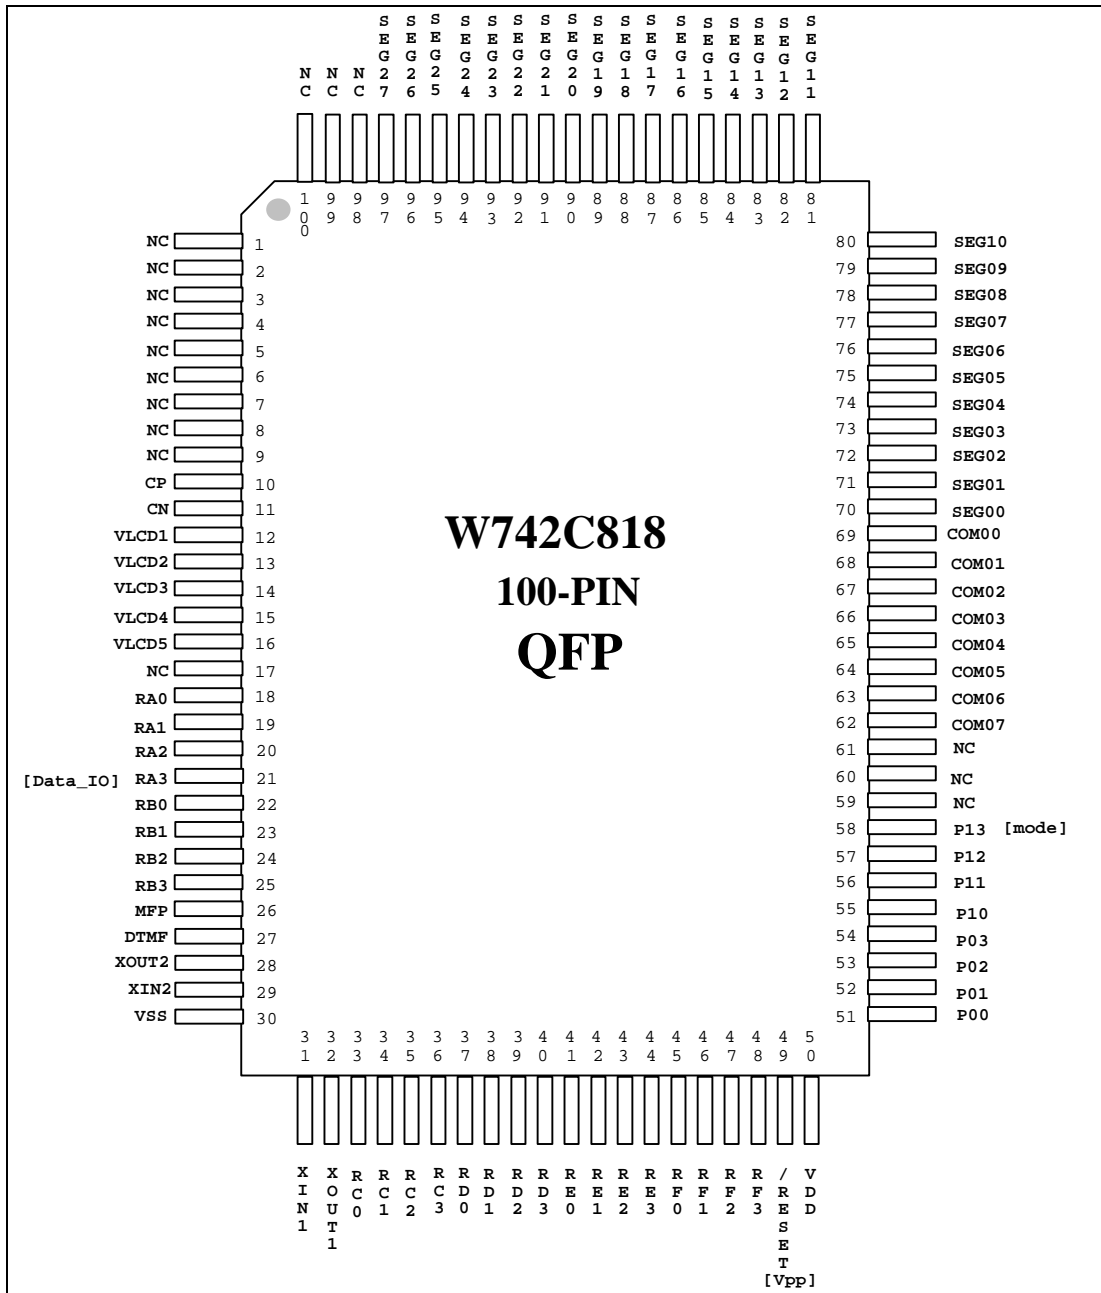 NC
NC
NC
SEG27
SEG26
SEG25
SEG24
SEG23
SEG22
SEG21
SEG20
SEG19
SEG18
SEG17
SEG16
SEG15
SEG14
SEG13
SEG12
SEG11
100
99
98
97
96
95
94
93
92
91
90
89
88
87
86
85
84
83
82
81
NC 1
NC 2
NC 3
NC 4
NC 5
NC 6
NC 7
NC 8
NC 9
CP 10
CN 11
VLCD1 12
VLCD2 13
VLCD3 14
VLCD4 15
VLCD5 16
NC 17
RA0 18
RA1 19
RA2 20
[Data_IO] RA3 21
RB0 22
RB1 23
RB2 24
RB3 25
MFP 26
DTMF 27
XOUT2 28
XIN2 29
VSS 30
W742C818
100-PIN
QFP
80 SEG10
79 SEG09
78 SEG08
77 SEG07
76 SEG06
75 SEG05
74 SEG04
73 SEG03
72 SEG02
71 SEG01
70 SEG00
69 COM00
68 COM01
67 COM02
66 COM03
65 COM04
64 COM05
63 COM06
62 COM07
61 NC
60 NC
59 NC
58 P13 [mode]
57 P12
56 P11
55 P10
54 P03
53 P02
52 P01
51 P00
31
32
33
34
35
36
37
38
39
40
41
42
43
44
45
46
47
48
49
50
XIN1
XOUT1
RC0
RC1
RC2
RC3
RD0
RD1
RD2
RD3
RE0
RE1
RE2
RE3
RF0
RF1
RF2
RF3
/RESET
VDD
[Vpp]